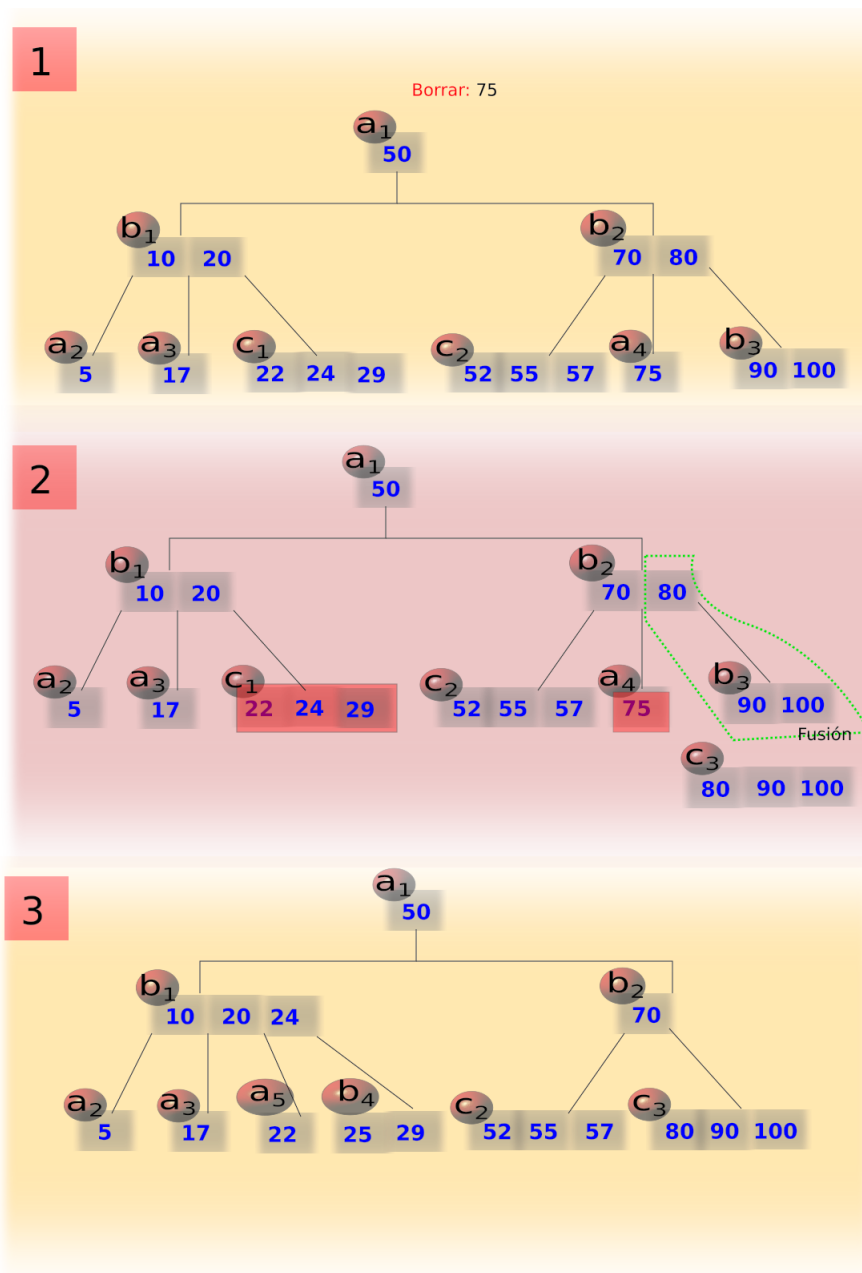 1
Borrar: 75
a1
50
b1
10 20
b2
70 80
a2
5
a3
17
c1
22 24 29
c2
52 55 57
a4
75
b3
90 100
2
a1
50
b1
10 20
b2
70 80
a2
5
a3
17
c1
22 24 29
c2
52 55 57
a4
75
b3
90 100
Fusión
c3
80 90 100
3
a1
50
b1
10 20 24
b2
70
a2
5
a3
17
a5
22
b4
25 29
c2
52 55 57
c3
80 90 100